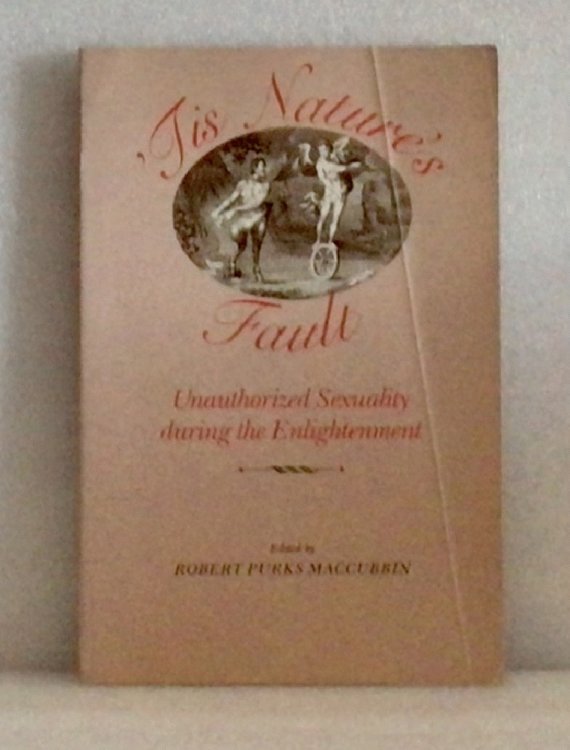 'Tis Nature's
Fault
Unauthorized Sexuality
during the Enlightenment
Edited by
ROBERT PURKS MACCUBBIN